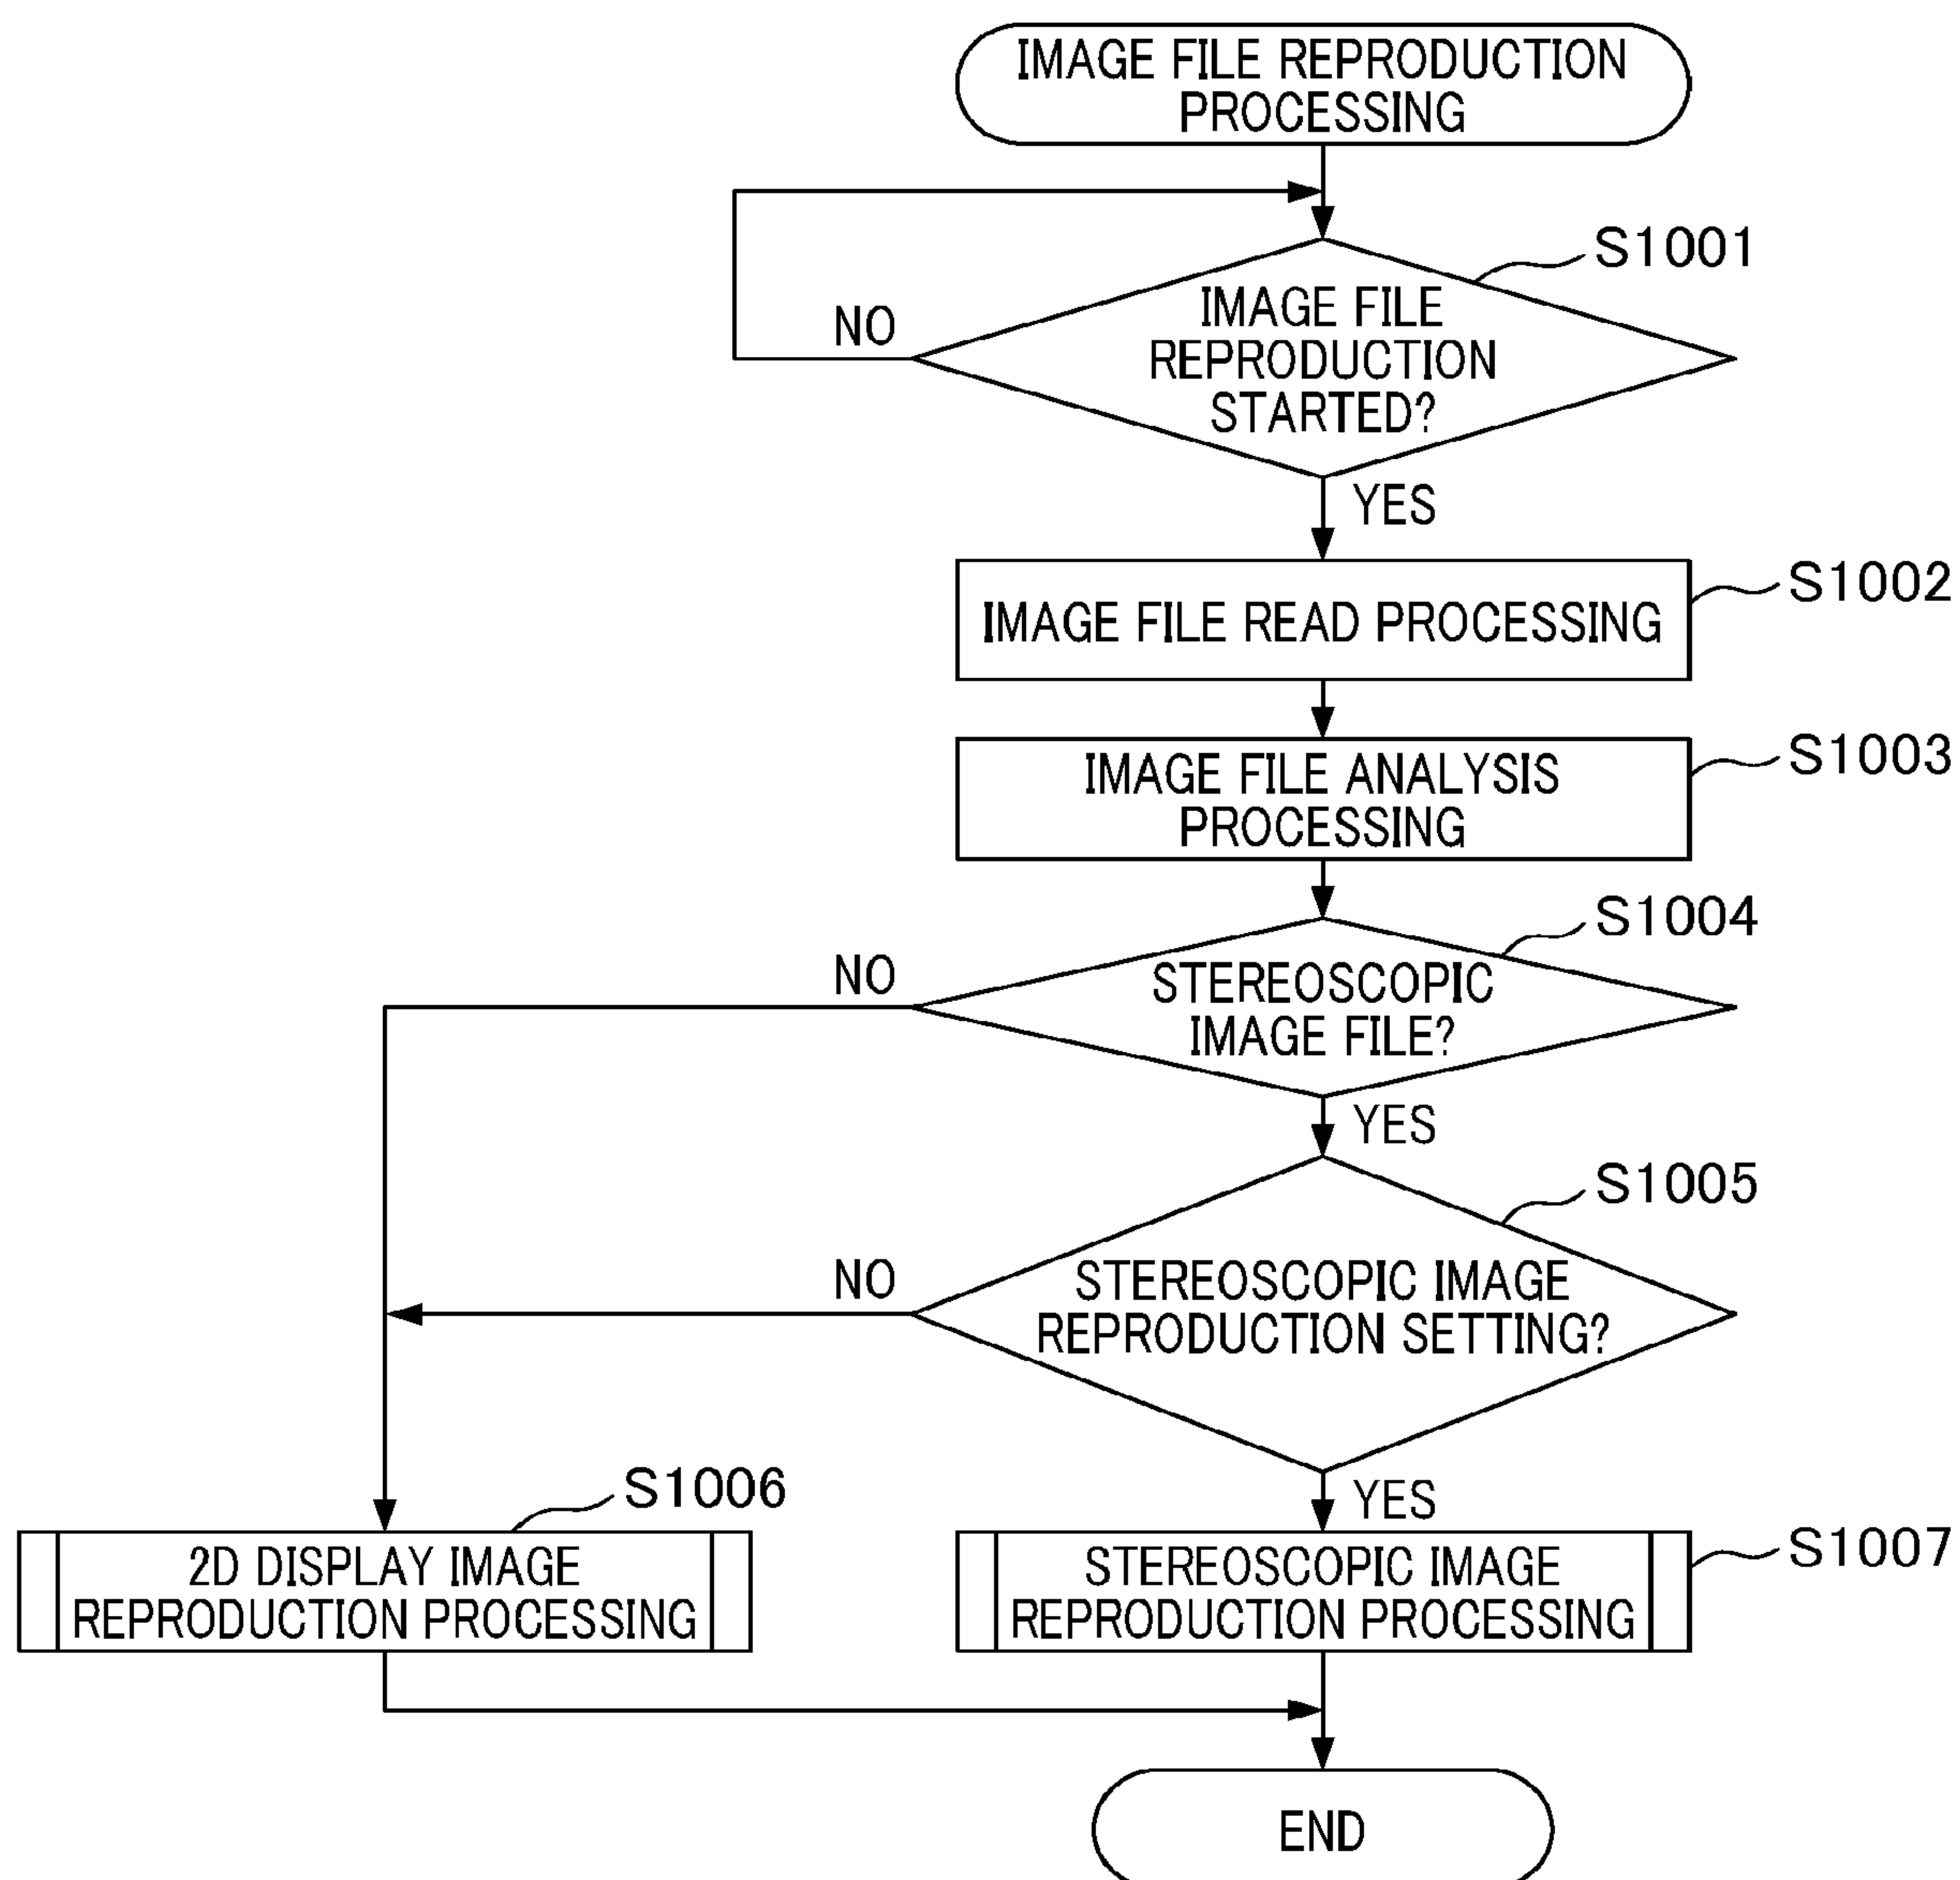 IMAGE FILE REPRODUCTION
PROCESSING
S1001
IMAGE FILE
REPRODUCTION
STARTED?
NO
YES
S1002
IMAGE FILE READ PROCESSING
S1003
IMAGE FILE ANALYSIS
PROCESSING
S1004
STEREOSCOPIC
IMAGE FILE?
NO
YES
S1005
STEREOSCOPIC IMAGE
REPRODUCTION SETTING?
NO
YES
S1006
2D DISPLAY IMAGE
REPRODUCTION PROCESSING
S1007
STEREOSCOPIC IMAGE
REPRODUCTION PROCESSING
END